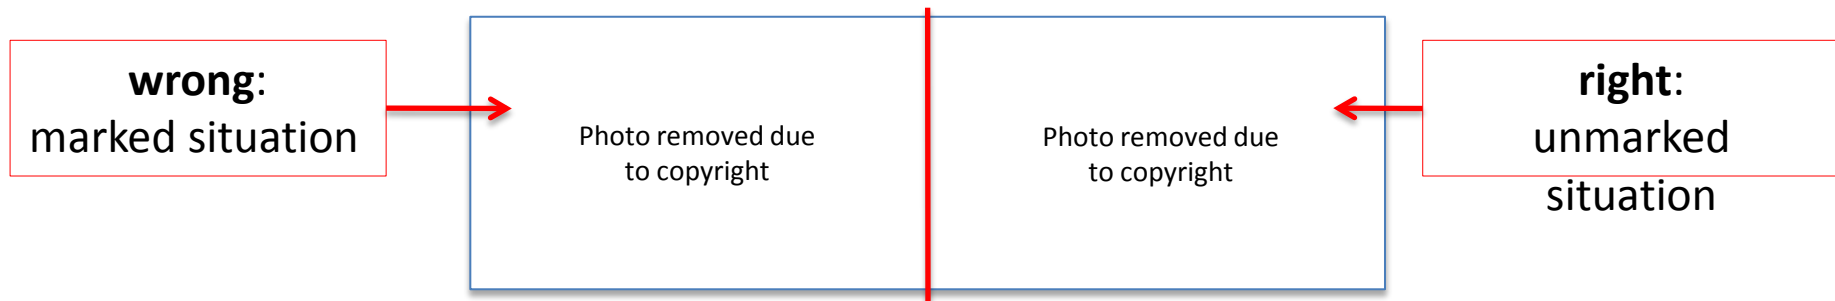 wrong:
marked situation
Photo removed due
to copyright
Photo removed due
to copyright
right:
unmarked
situation